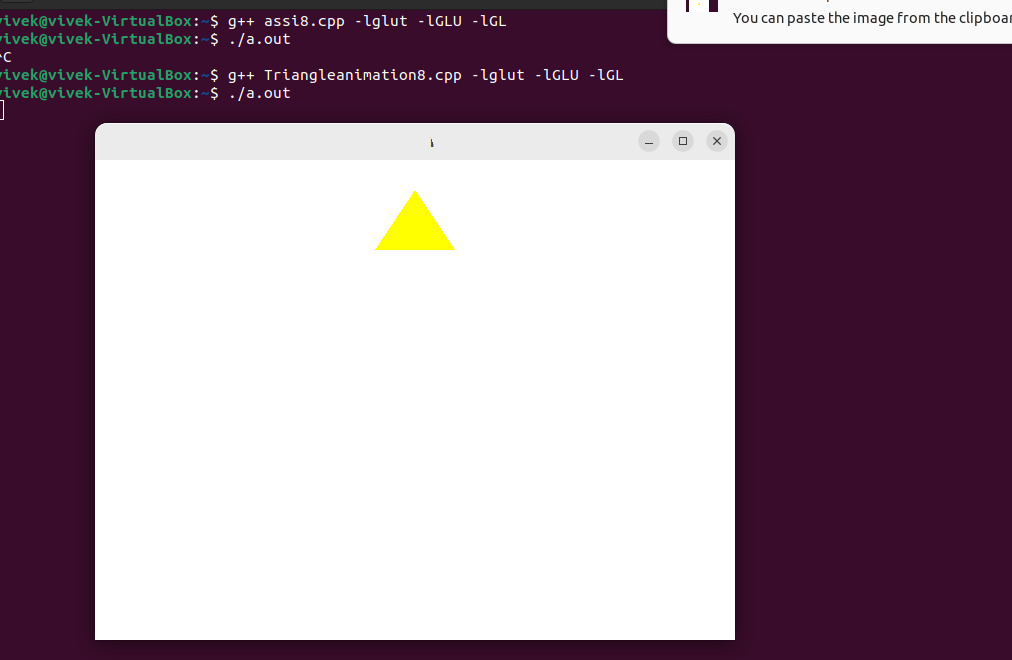 vivek@vivek-VirtualBox:~$ g++ assi8.cpp -lglut -lGLU -lGL
vivek@vivek-VirtualBox:~$ ./a.out
^C
vivek@vivek-VirtualBox:~$ g++ Triangleanimation8.cpp -lglut -lGLU -lGL
vivek@vivek-VirtualBox:~$ ./a.out
You can paste the image from the